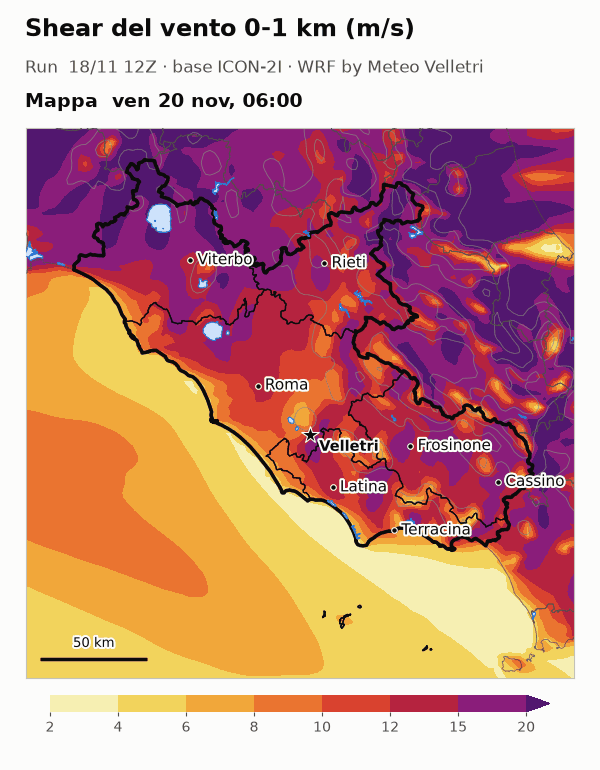 Shear del vento 0-1 km (m/s)
Run  18/11 12Z · base ICON-2I · WRF by Meteo Velletri
Mappa  ven 20 nov, 06:00
Viterbo
Rieti
Roma
Velletri
Frosinone
Cassino
Latina
Terracina
50 km
2 4 6 8 10 12 15 20